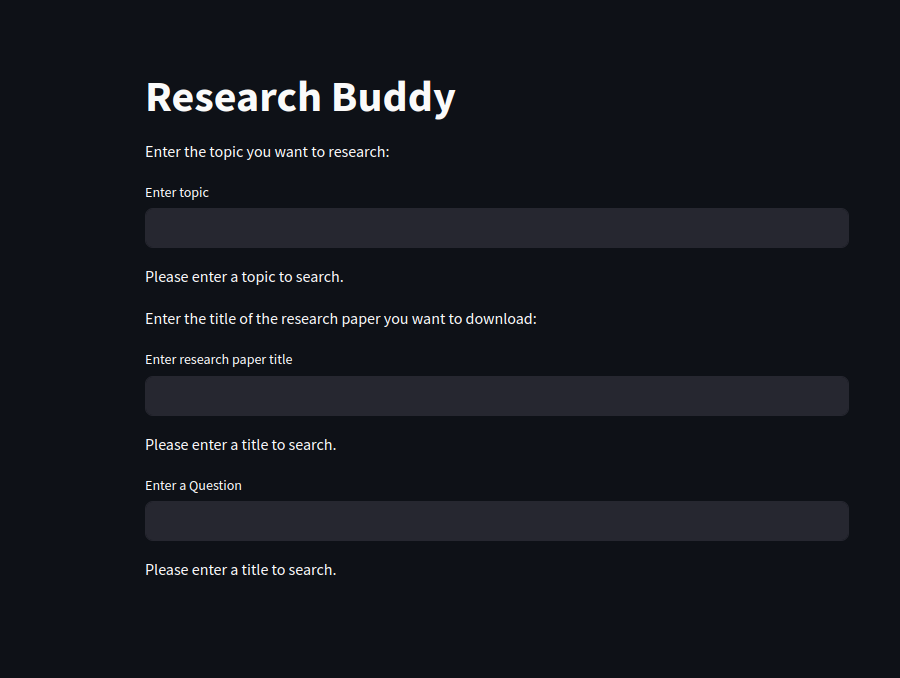 Research Buddy
Enter the topic you want to research:
Enter topic
Please enter a topic to search.
Enter the title of the research paper you want to download:
Enter research paper title
Please enter a title to search.
Enter a Question
Please enter a title to search.